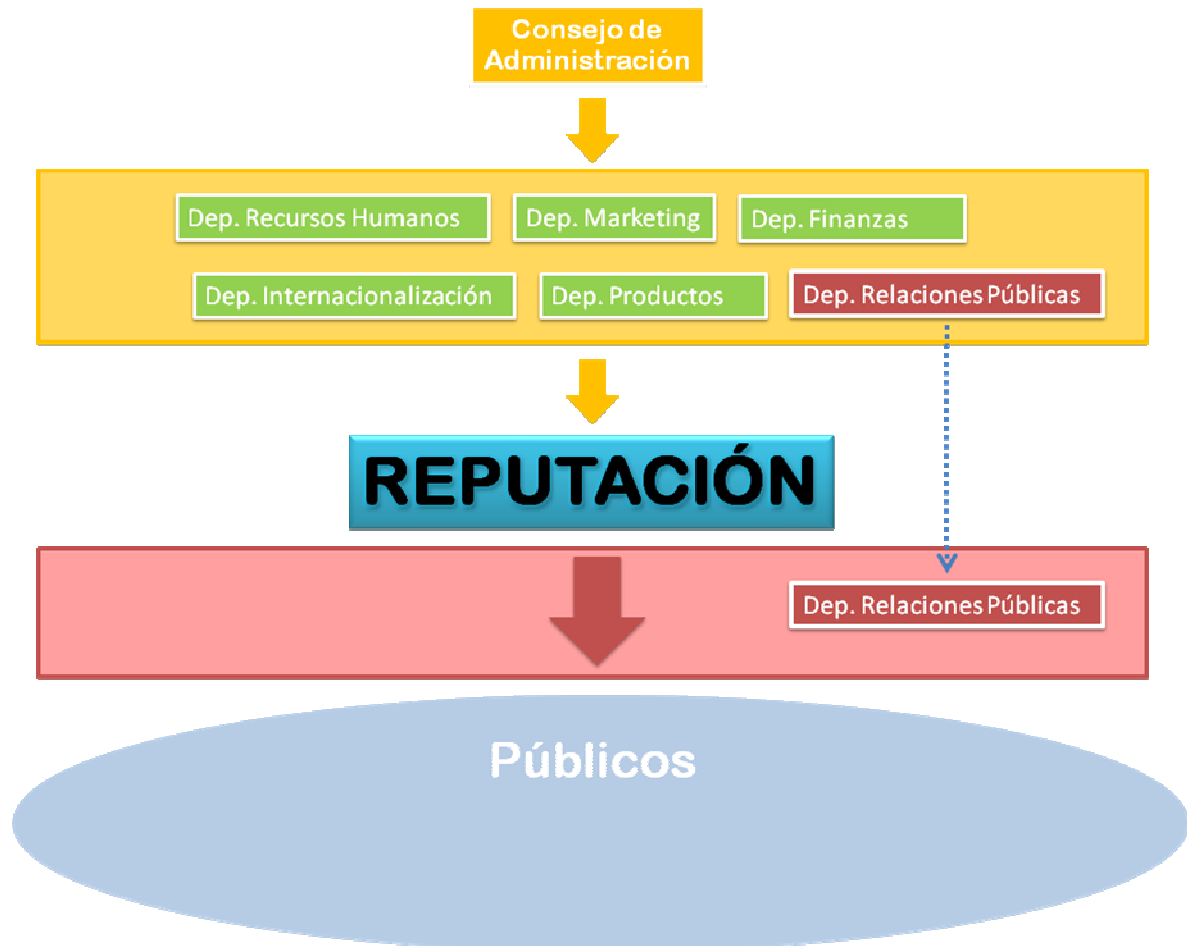 Consejo de
Administración
Dep. Recursos Humanos
Dep. Marketing
Dep. Finanzas
Dep. Internacionalización
Dep. Productos
Dep. Relaciones Públicas
REPUTACIÓN
Dep. Relaciones Públicas
Públicos